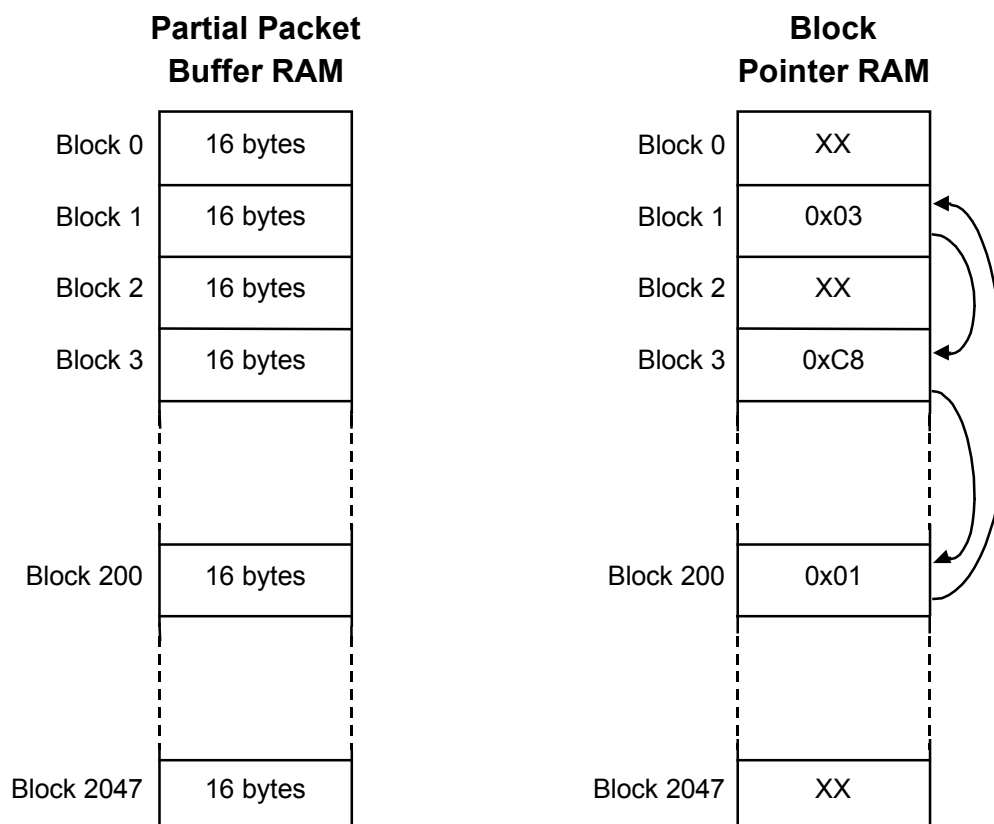 Partial Packet
Buffer RAM
Block 0
16 bytes
Block 1
16 bytes
Block 2
16 bytes
Block 3
16 bytes
Block 200
16 bytes
Block 2047
16 bytes
Block
Pointer RAM
Block 0
XX
Block 1
0x03
Block 2
XX
Block 3
0xC8
Block 200
0x01
Block 2047
XX